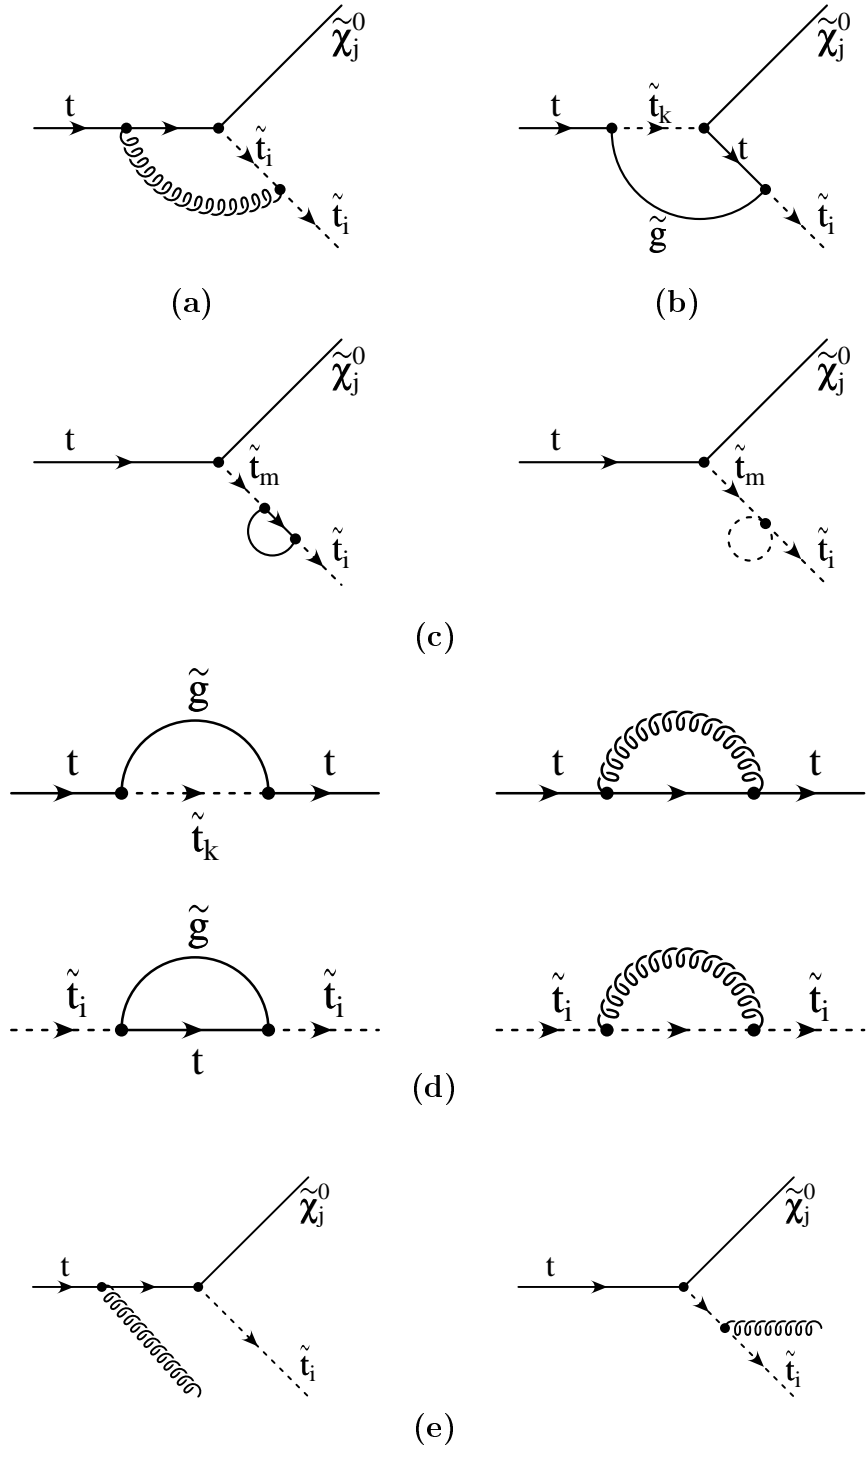 t χ̃⁰ⱼ t̃ᵢ t̃ᵢ
t t̃ₖ χ̃⁰ⱼ t g̃ t̃ᵢ
(a) (b)
t χ̃⁰ⱼ t̃ₘ t̃ᵢ
t χ̃⁰ⱼ t̃ₘ t̃ᵢ
(c)
t g̃ t̃ₖ t
t t
t̃ᵢ g̃ t t̃ᵢ
t̃ᵢ t̃ᵢ
(d)
t χ̃⁰ⱼ t̃ᵢ
t χ̃⁰ⱼ t̃ᵢ
(e)